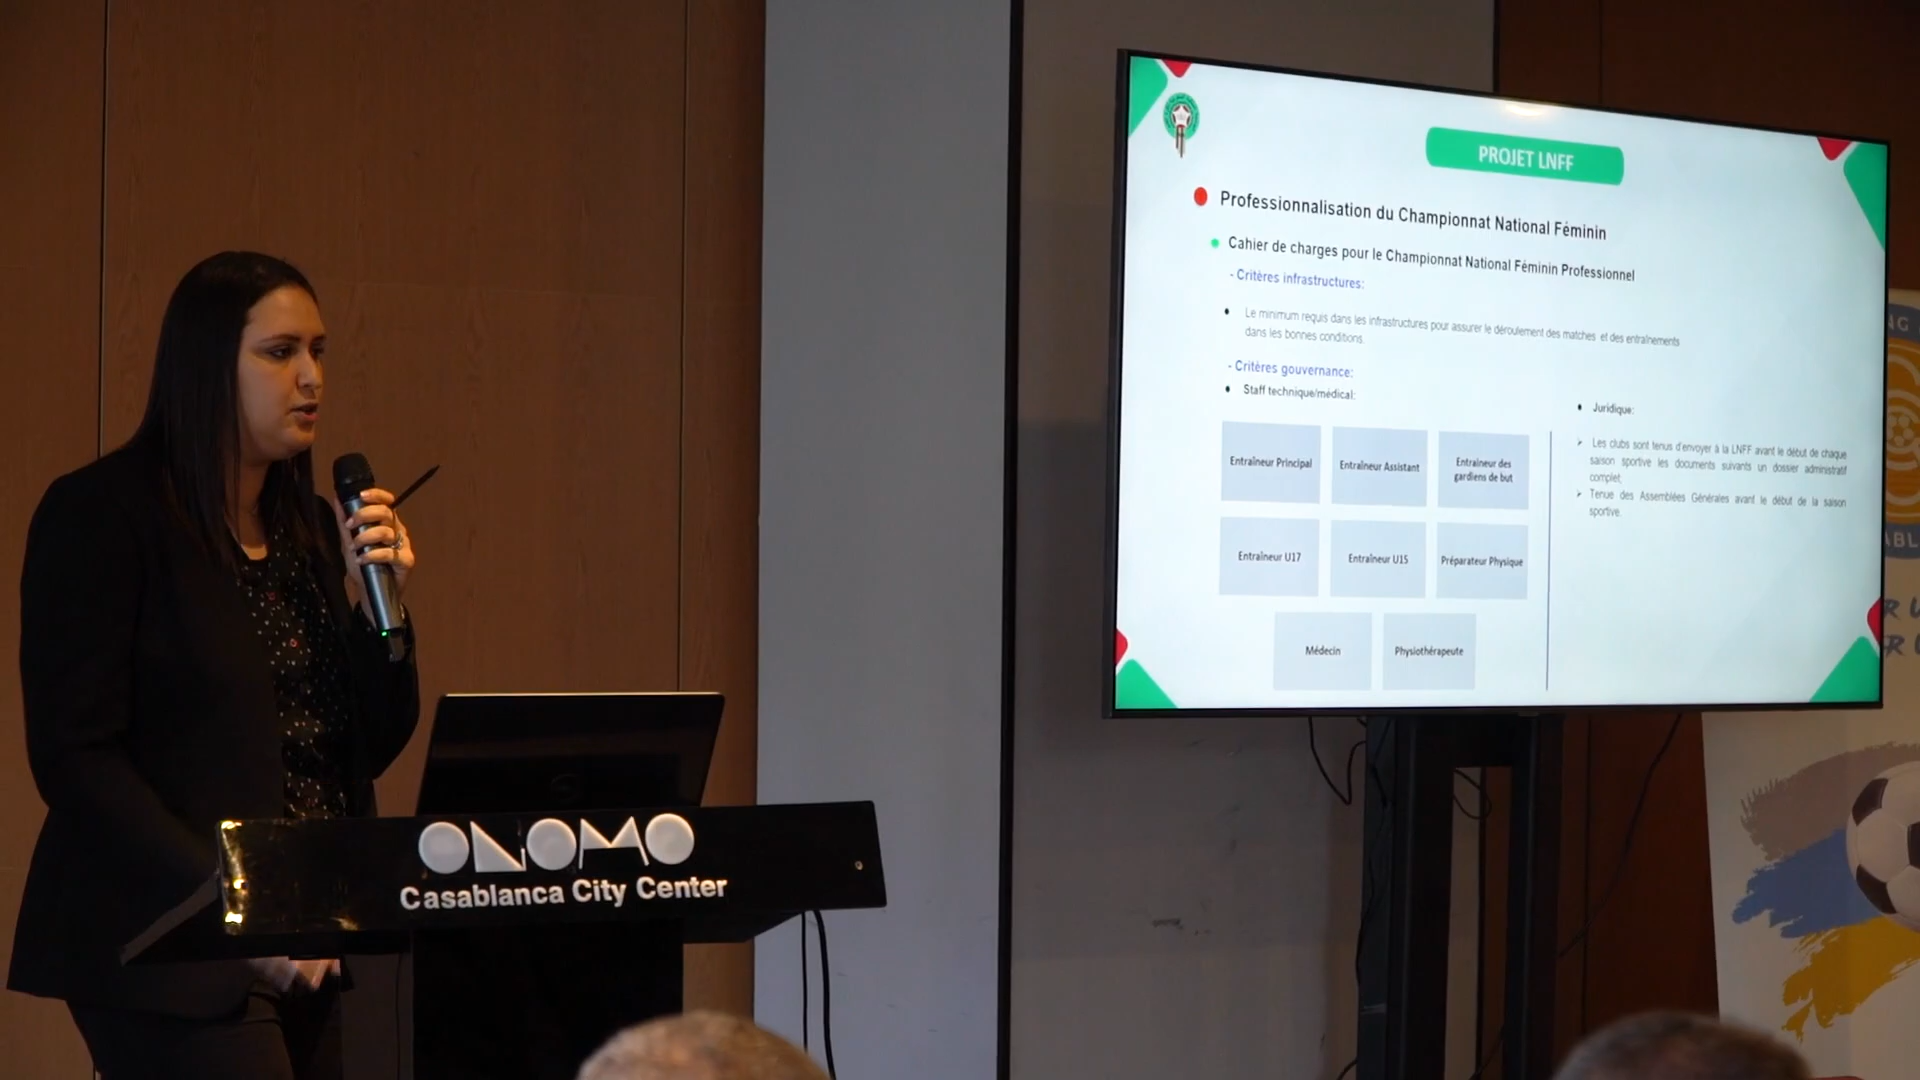 PROJET LNFF
Professionnalisation du Championnat National Féminin
Cahier de charges pour le Championnat National Féminin Professionnel
- Critères infrastructures:
Le minimum requis dans les infrastructures pour assurer le déroulement des matches et des entraînements
dans les bonnes conditions.
- Critères gouvernance:
Staff technique/médical:
Entraîneur Principal
Entraîneur Assistant
Entraîneur des
gardiens de but
Entraîneur U17
Entraîneur U15
Préparateur Physique
Médecin
Physiothérapeute
Juridique:
Les clubs sont tenus d'envoyer à la LNFF avant le début de chaque
saison sportive les documents suivants un dossier administratif
complet;
Tenue des Assemblées Générales avant le début de la saison
sportive.
ONOMO
Casablanca City Center